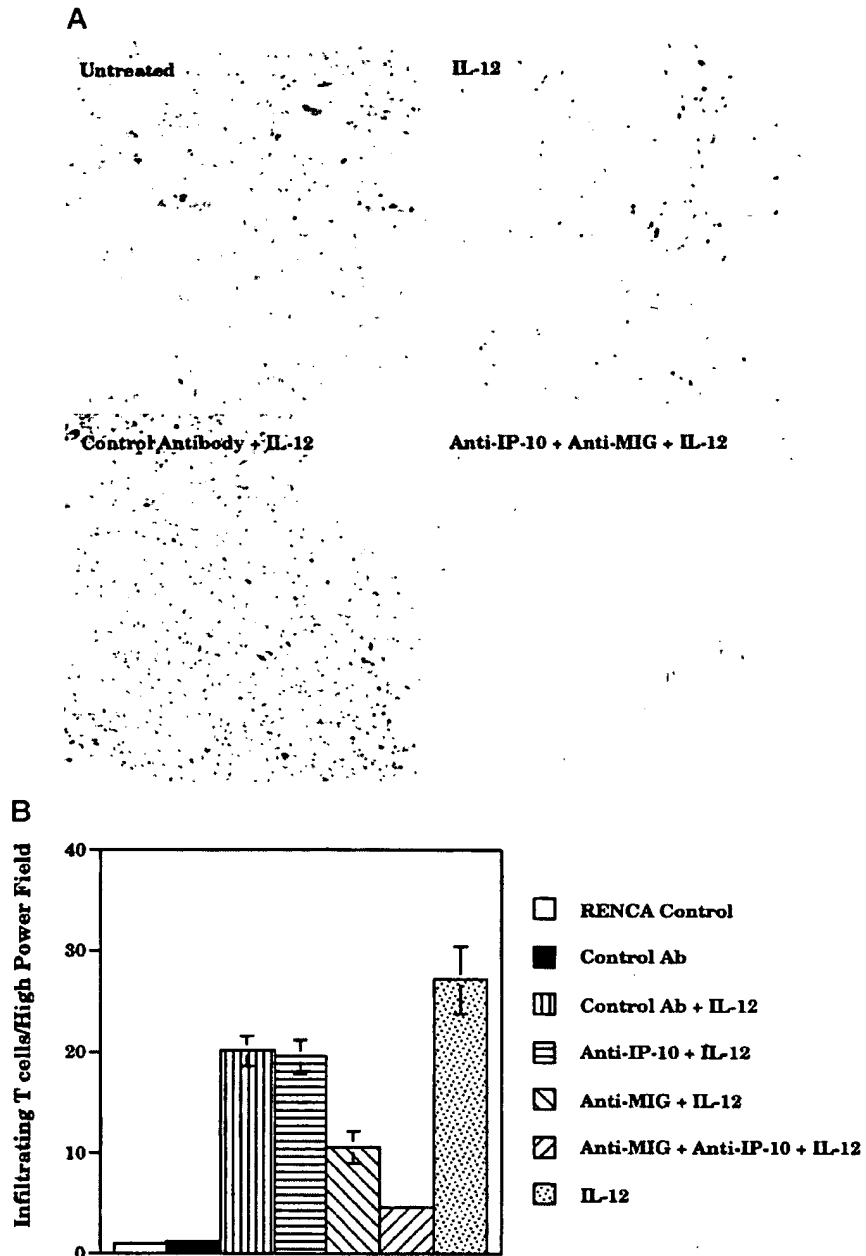 A
Untreated
IL-12
Control Antibody + IL-12
Anti-IP-10 + Anti-MIG + IL-12
B
Infiltrating T cells/High Power Field
40
30
20
10
0
RENCA Control
Control Ab
Control Ab + IL-12
Anti-IP-10 + IL-12
Anti-MIG + IL-12
Anti-MIG + Anti-IP-10 + IL-12
IL-12